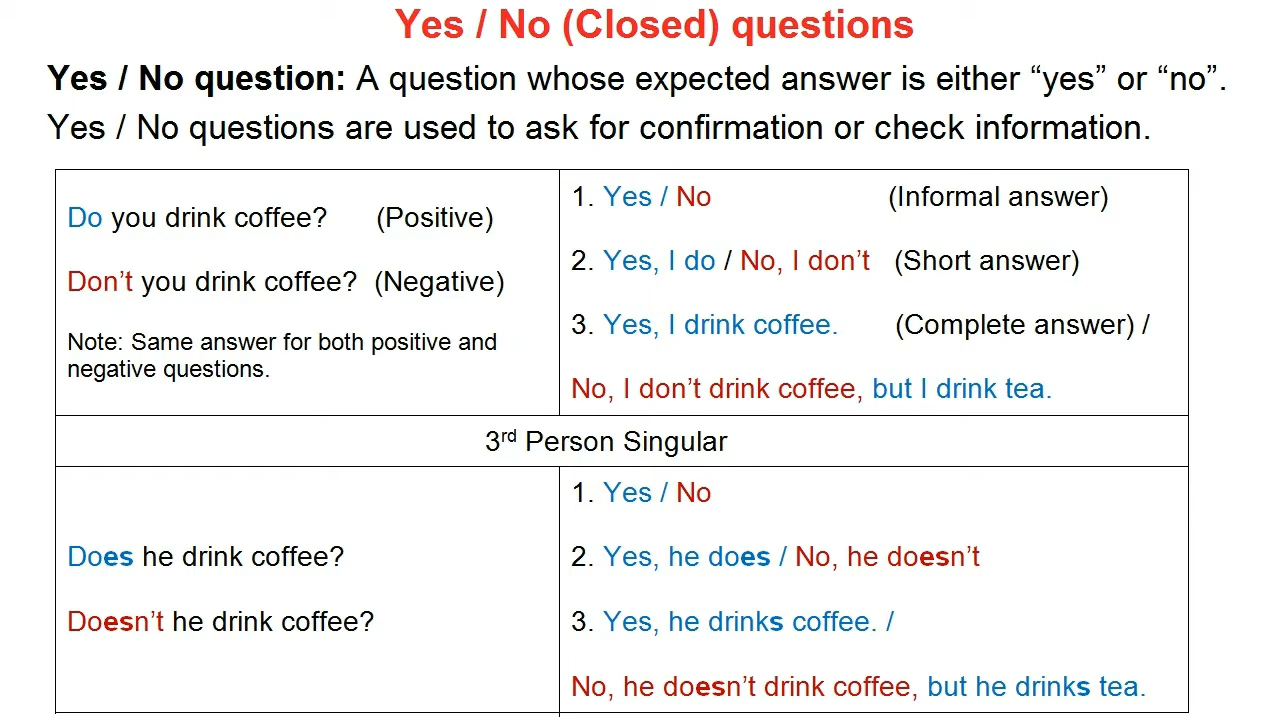 Yes / No (Closed) questions
Yes / No question: A question whose expected answer is either “yes” or “no”.
Yes / No questions are used to ask for confirmation or check information.
Do you drink coffee? (Positive)
Don’t you drink coffee? (Negative)
Note: Same answer for both positive and
negative questions.
1. Yes / No (Informal answer)
2. Yes, I do / No, I don’t (Short answer)
3. Yes, I drink coffee. (Complete answer) /
No, I don’t drink coffee, but I drink tea.
3rd Person Singular
Does he drink coffee?
Doesn’t he drink coffee?
1. Yes / No
2. Yes, he does / No, he doesn’t
3. Yes, he drinks coffee. /
No, he doesn’t drink coffee, but he drinks tea.